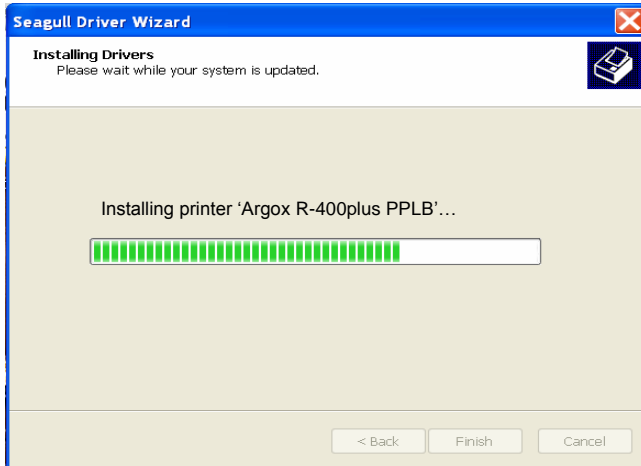 Seagull Driver Wizard
Installing Drivers
Please wait while your system is updated.
Installing printer ‘Argox R-400plus PPLB’…
< Back Finish Cancel